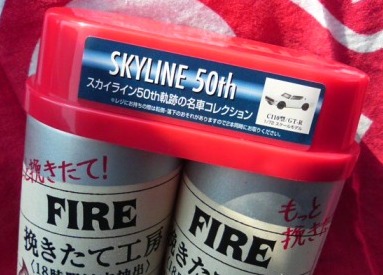 SKYLINE 50th
スカイライン50th軌跡の名車コレクション
C110型/GT-R
挽きたて!
FIRE
挽きたて工房
もっと
挽き
FIRE
挽きたて